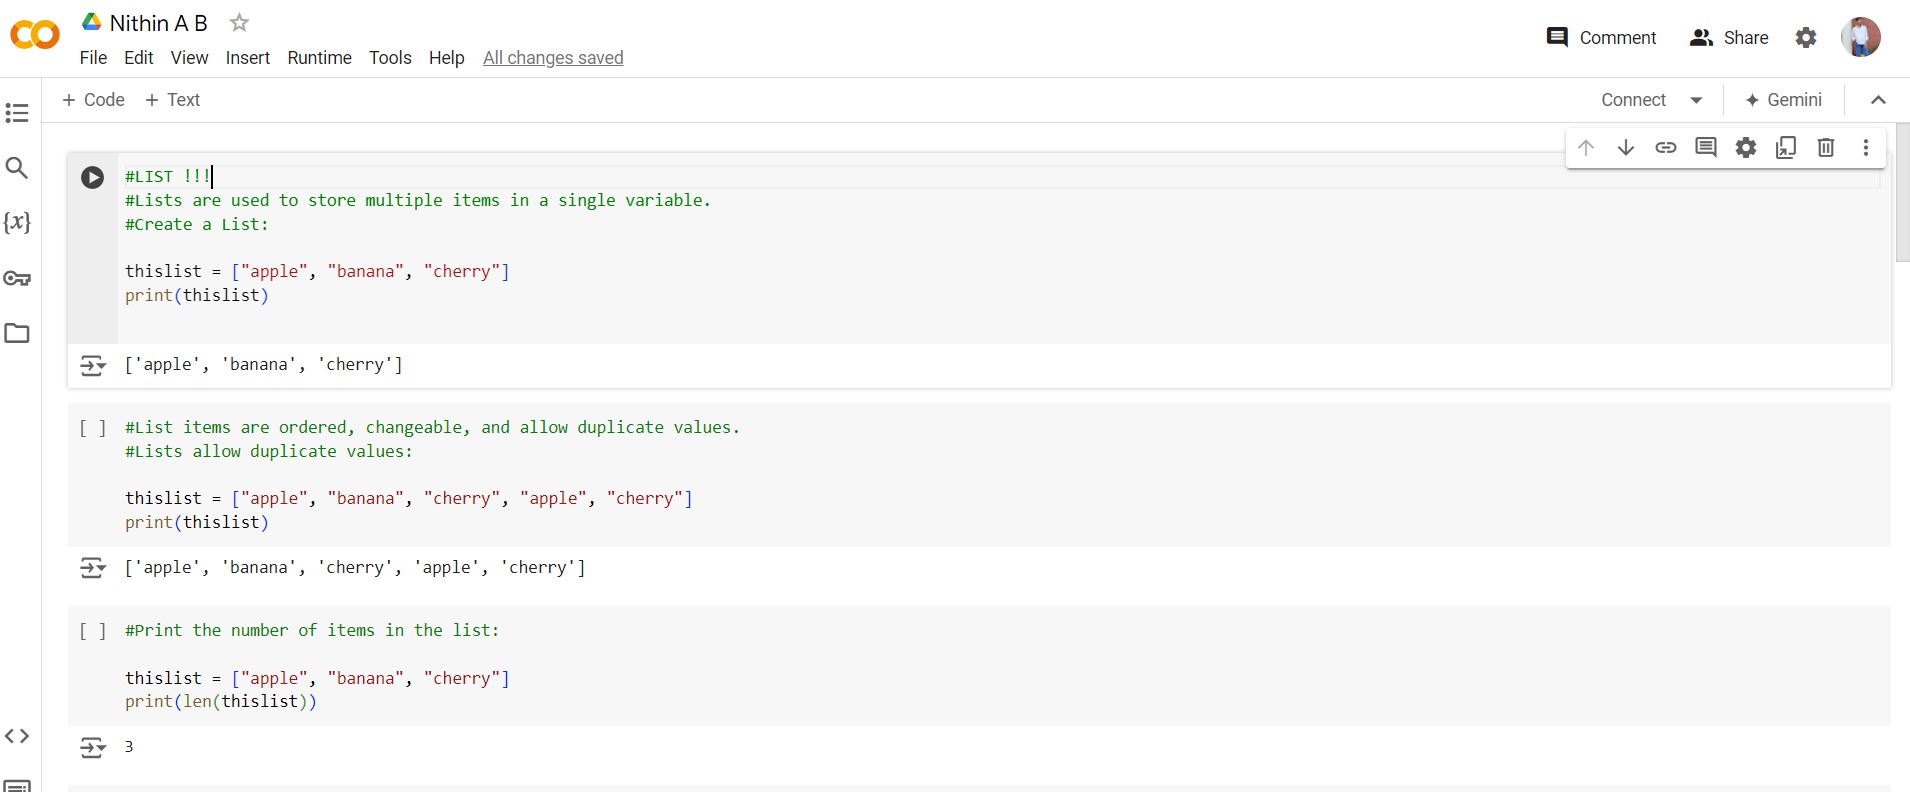 Nithin A B
File Edit View Insert Runtime Tools Help All changes saved
Comment Share
+ Code + Text
Connect Gemini
#LIST !!!
#Lists are used to store multiple items in a single variable.
#Create a List:
thislist = ["apple", "banana", "cherry"]
print(thislist)
['apple', 'banana', 'cherry']
[ ] #List items are ordered, changeable, and allow duplicate values.
#Lists allow duplicate values:
thislist = ["apple", "banana", "cherry", "apple", "cherry"]
print(thislist)
['apple', 'banana', 'cherry', 'apple', 'cherry']
[ ] #Print the number of items in the list:
thislist = ["apple", "banana", "cherry"]
print(len(thislist))
3